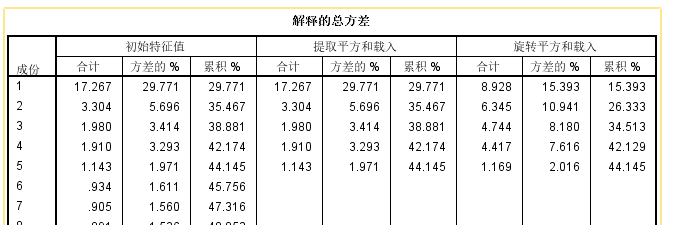 解释的总方差
初始特征值 提取平方和载入 旋转平方和载入
成份 合计 方差的 % 累积 % 合计 方差的 % 累积 % 合计 方差的 % 累积 %
1 17.267 29.771 29.771 17.267 29.771 29.771 8.928 15.393 15.393
2 3.304 5.696 35.467 3.304 5.696 35.467 6.345 10.941 26.333
3 1.980 3.414 38.881 1.980 3.414 38.881 4.744 8.180 34.513
4 1.910 3.293 42.174 1.910 3.293 42.174 4.417 7.616 42.129
5 1.143 1.971 44.145 1.143 1.971 44.145 1.169 2.016 44.145
6 .934 1.611 45.756
7 .905 1.560 47.316